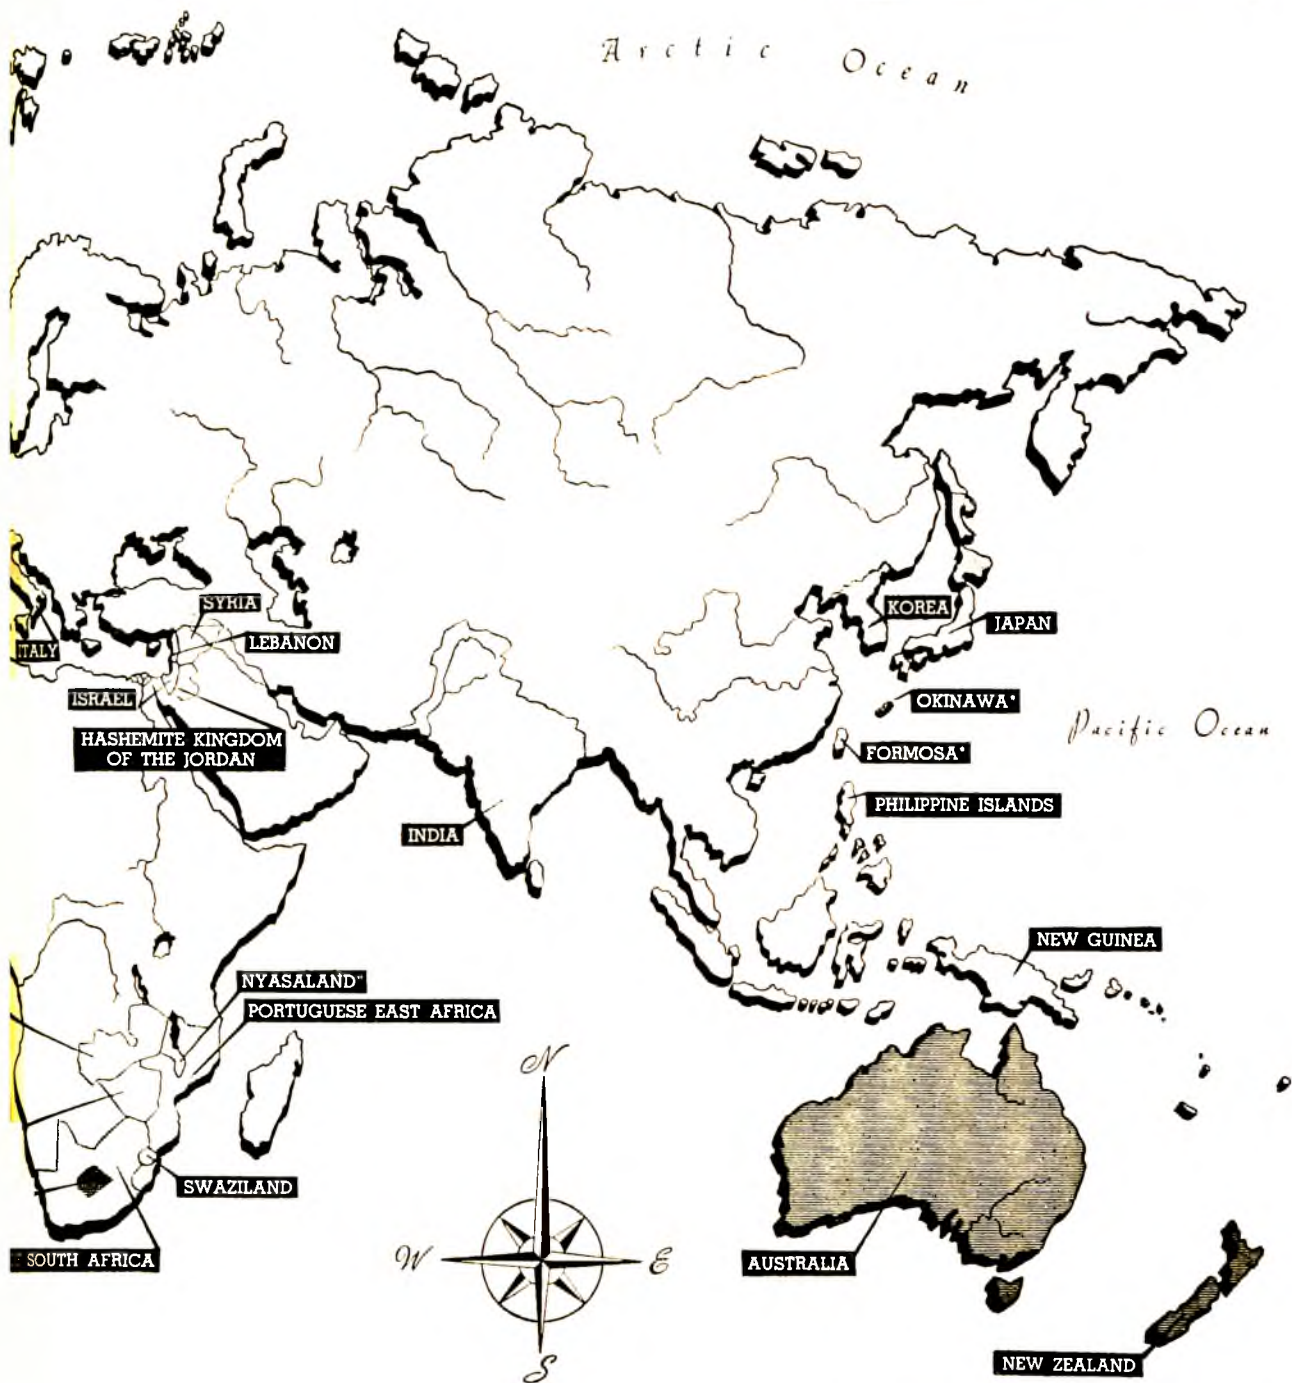 Arctic Ocean
SYRIA
KOREA
JAPAN
ITALY
LEBANON
ISRAEL
OKINAWA*
HASHEMITE KINGDOM
OF THE JORDAN
Pacific Ocean
FORMOSA*
PHILIPPINE ISLANDS
INDIA
NEW GUINEA
NYASALAND*
PORTUGUESE EAST AFRICA
N
SWAZILAND
SOUTH AFRICA
W
E
AUSTRALIA
S
NEW ZEALAND